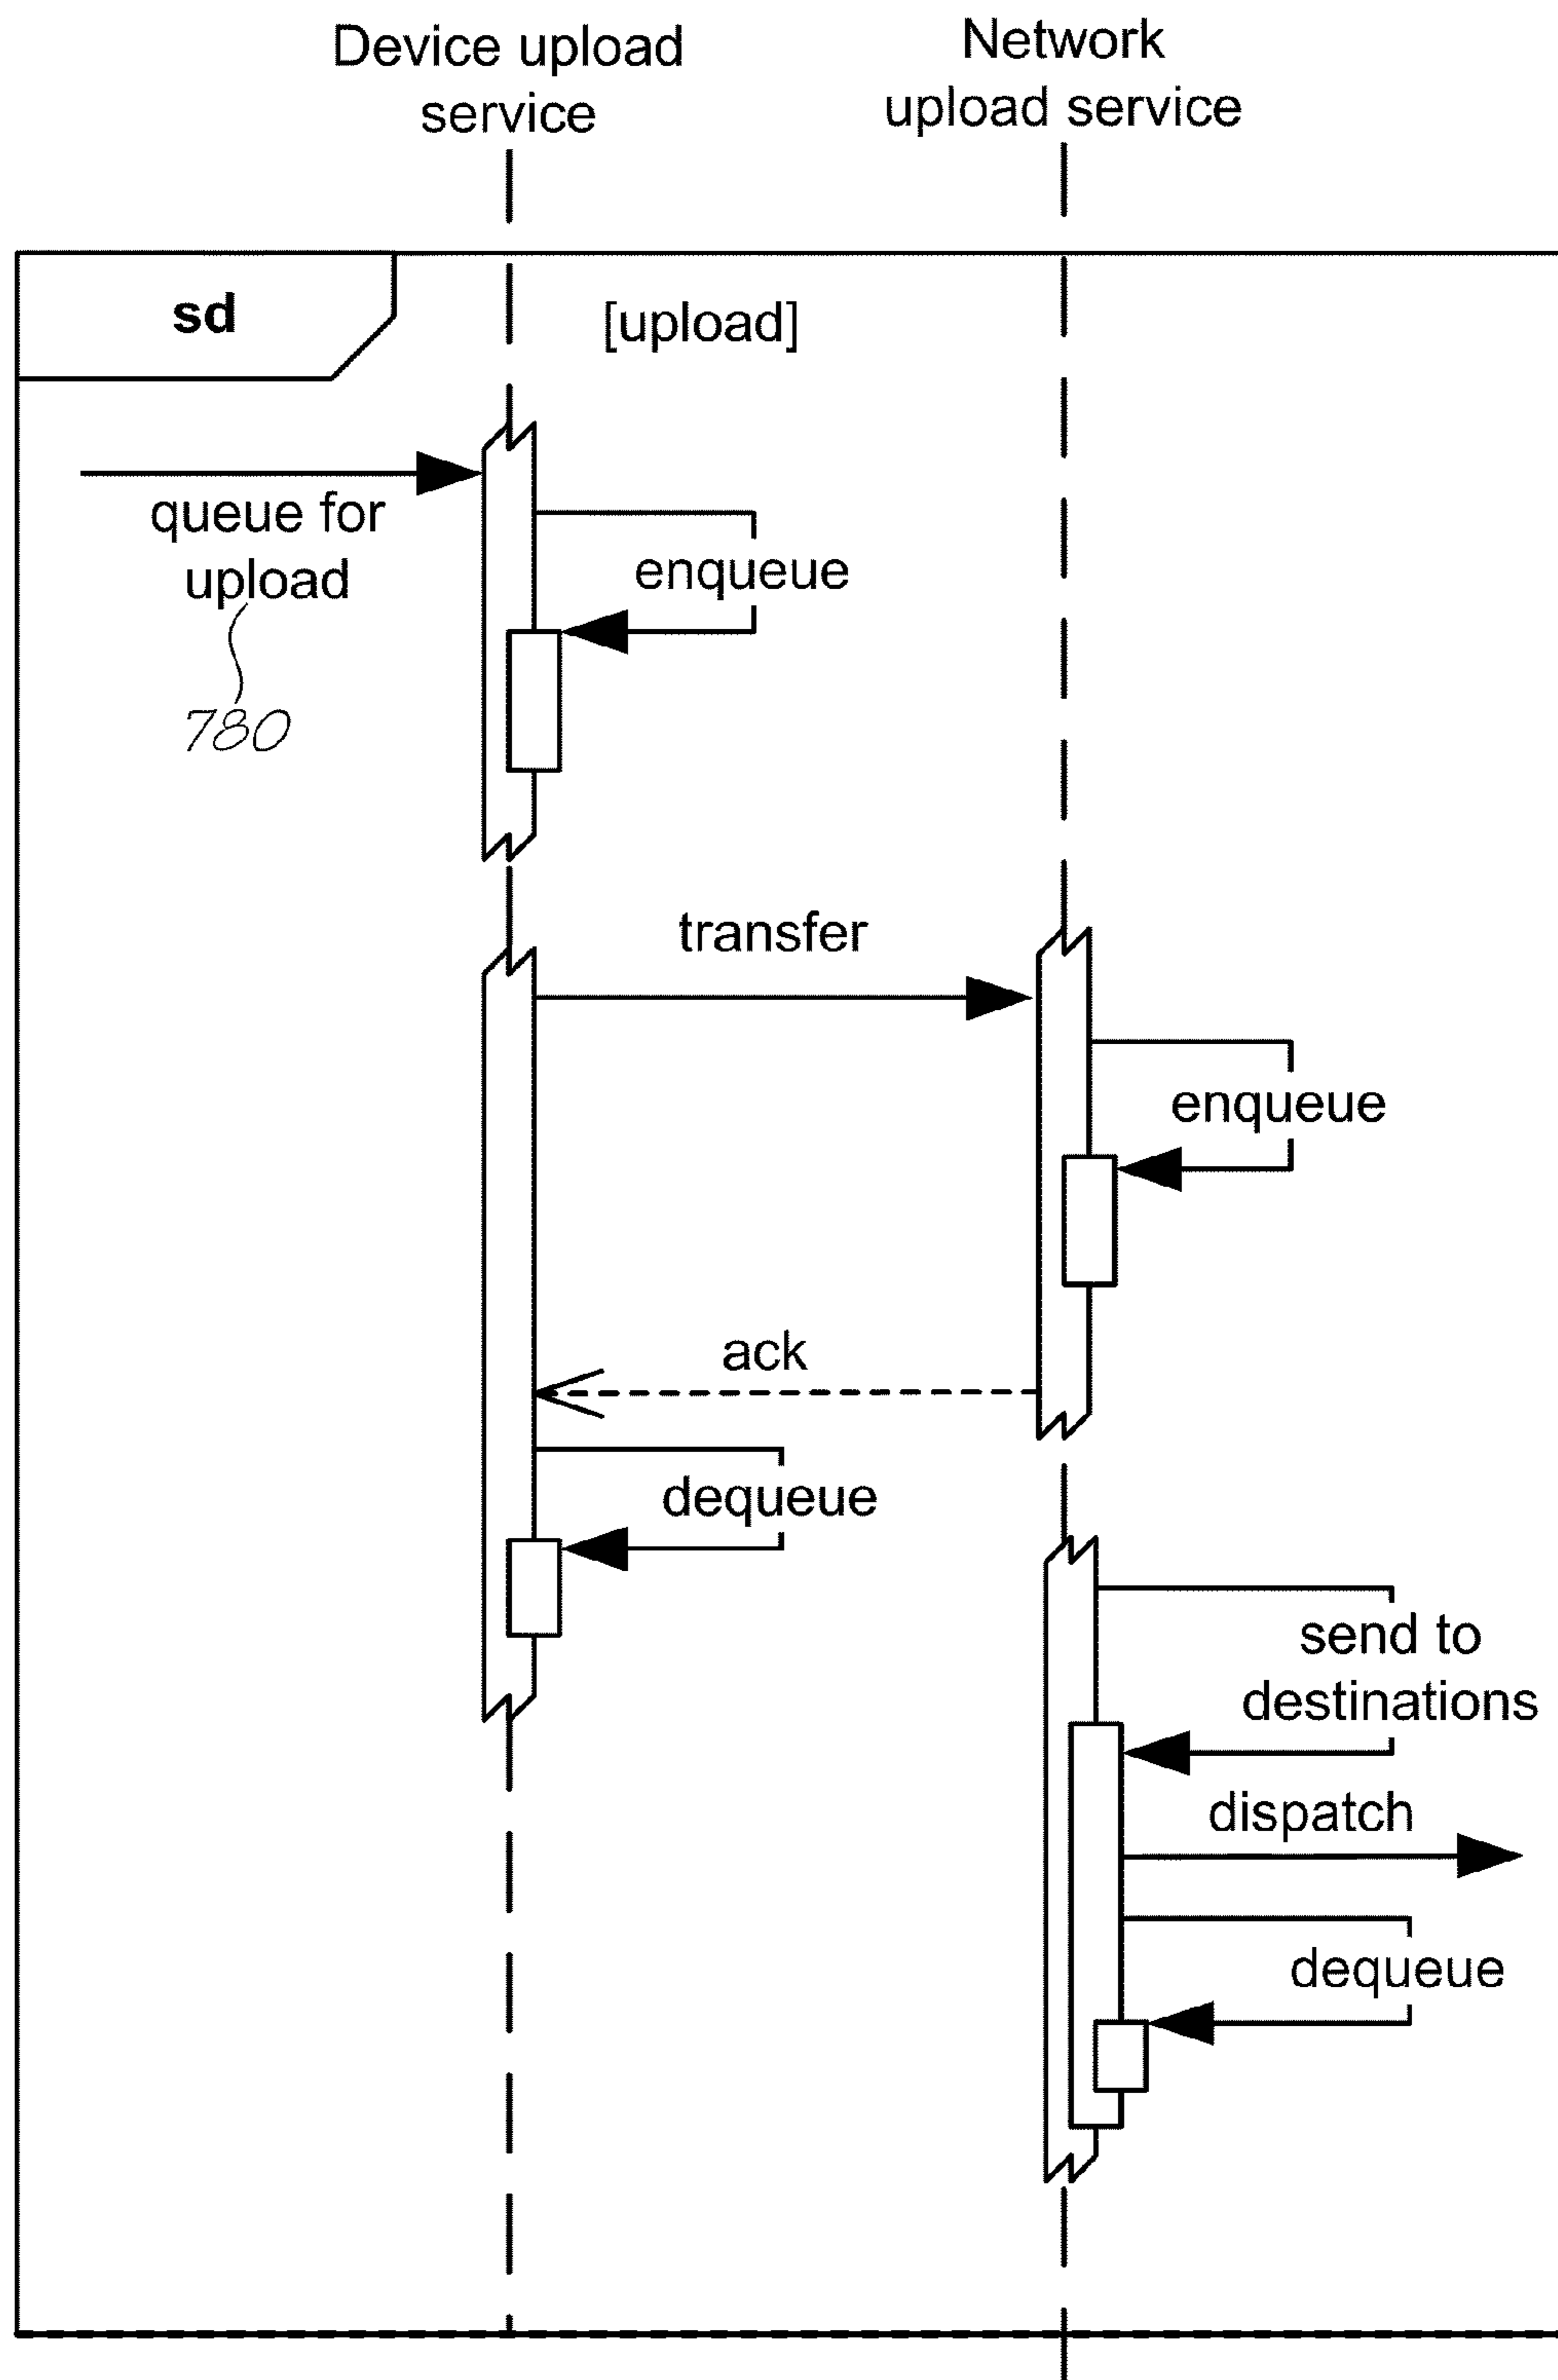 Device upload
service
Network
upload service
sd
[upload]
queue for
upload
780
enqueue
transfer
enqueue
ack
dequeue
send to
destinations
dispatch
dequeue